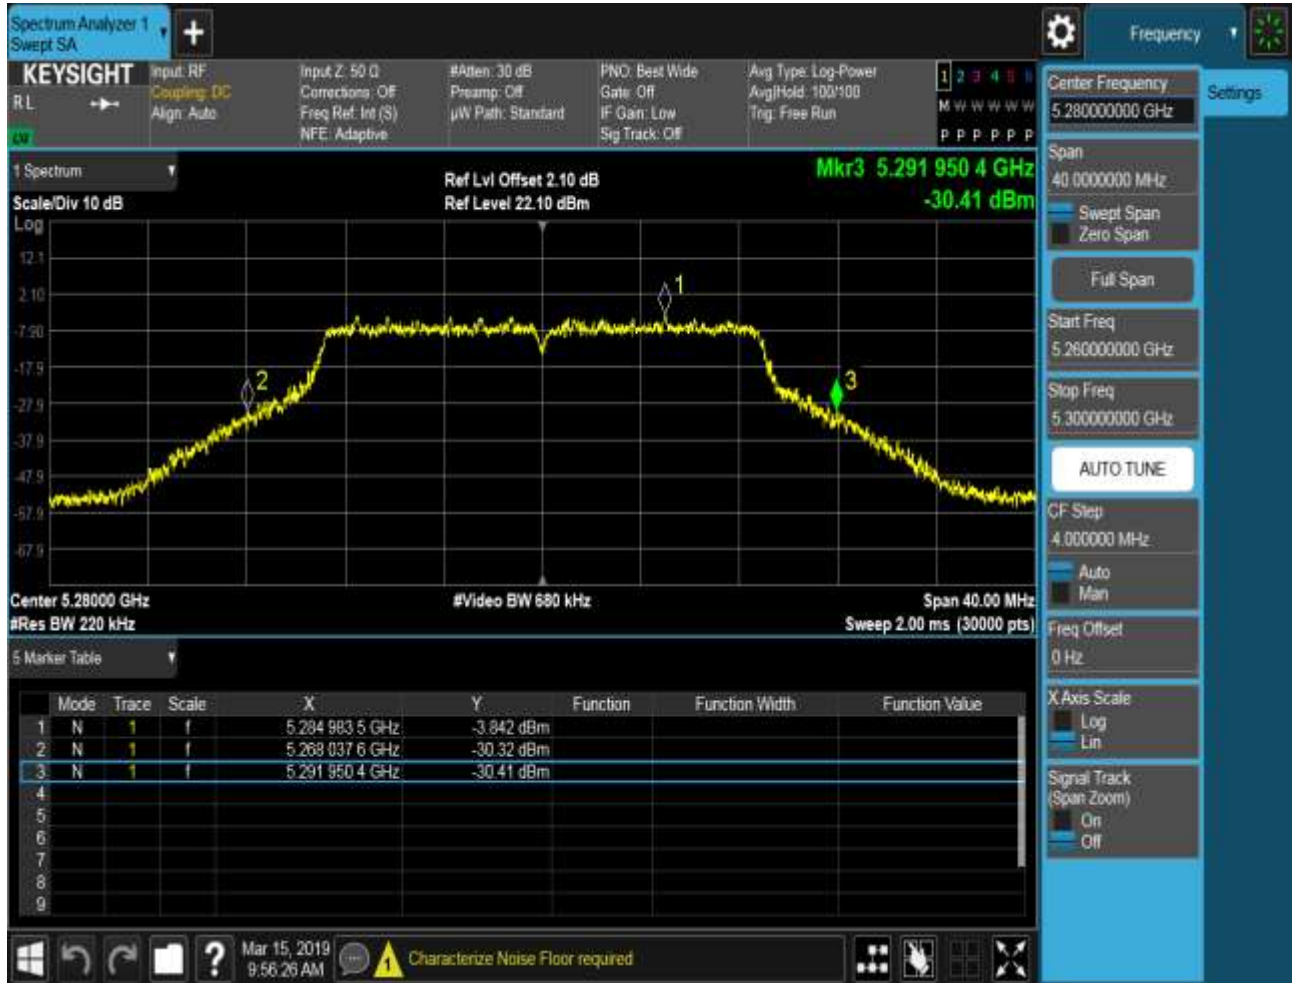 Spectrum Analyzer 1
Swept SA
+
Frequency
KEYSIGHT
RL
Input: RF
Coupling: DC
Align: Auto
Input Z: 50 Ω
Corrections: Off
Freq Ref: Int (S)
NFE: Adaptive
#Atten: 30 dB
Preamp: Off
µW Path: Standard
PNO: Best Wide
Gate: Off
IF Gain: Low
Sig Track: Off
Avg Type: Log-Power
Avg|Hold: 100/100
Trig: Free Run
1 2 3 4 5 6
M W W W W W
P P P P P P
1 Spectrum
Scale/Div 10 dB
Ref Lvl Offset 2.10 dB
Ref Level 22.10 dBm
Mkr3 5.291 950 4 GHz
-30.41 dBm
Log
12.1
2.10
-7.90
-17.9
-27.9
-37.9
-47.9
-57.9
-67.9
1
2
3
Center 5.28000 GHz
#Video BW 680 kHz
Span 40.00 MHz
#Res BW 220 kHz
Sweep 2.00 ms (30000 pts)
5 Marker Table
Mode Trace Scale X Y Function Function Width Function Value
1 N 1 f 5.284 983 5 GHz -3.842 dBm
2 N 1 f 5.268 037 6 GHz -30.32 dBm
3 N 1 f 5.291 950 4 GHz -30.41 dBm
4
5
6
7
8
9
Center Frequency
5.280000000 GHz
Settings
Span
40.0000000 MHz
Swept Span
Zero Span
Full Span
Start Freq
5.260000000 GHz
Stop Freq
5.300000000 GHz
AUTO TUNE
CF Step
4.000000 MHz
Auto
Man
Freq Offset
0 Hz
X Axis Scale
Log
Lin
Signal Track
(Span Zoom)
On
Off
?
Mar 15, 2019
9:56:26 AM
1
Characterize Noise Floor required